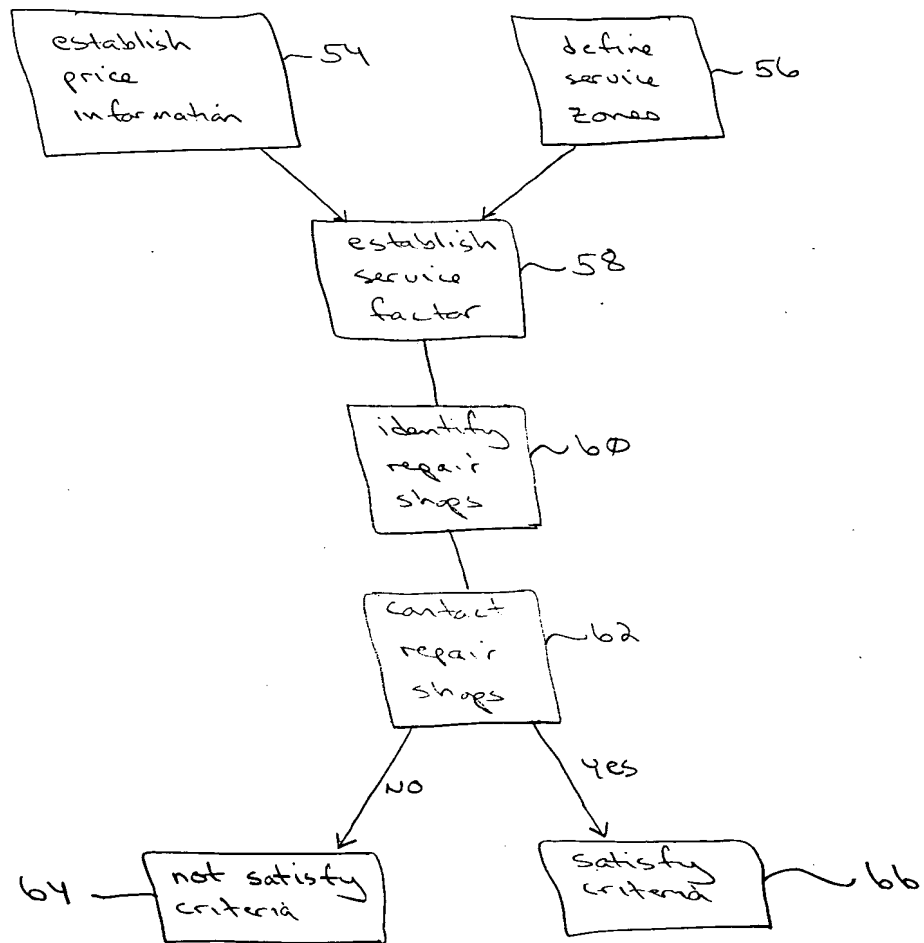 establish
price
information
54
define
service
zones
56
establish
service
factor
58
identify
repair
shops
60
contact
repair
shops
62
NO
yes
not satisfy
criteria
64
satisfy
criteria
66